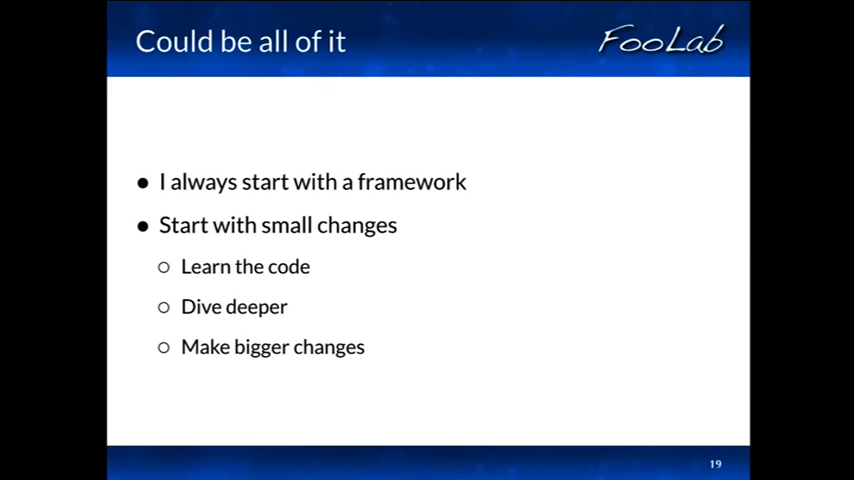 Could be all of it
FooLab
● I always start with a framework
● Start with small changes
○ Learn the code
○ Dive deeper
○ Make bigger changes
19